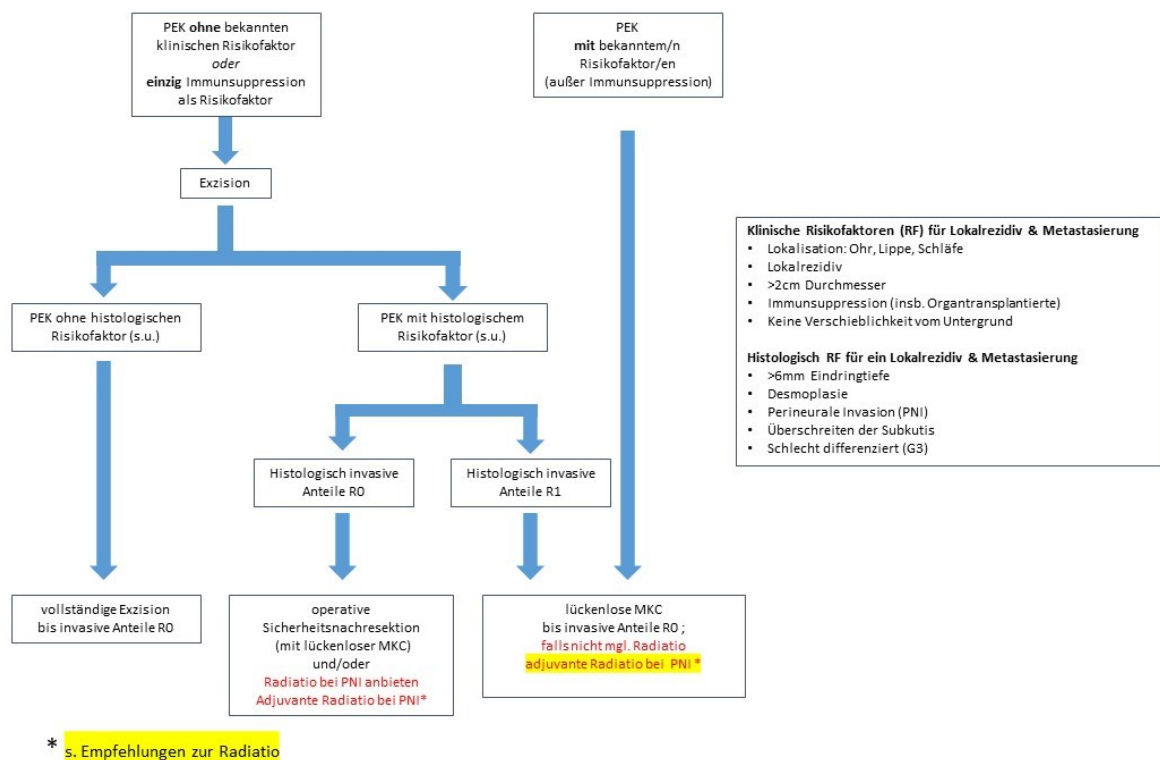 PEK ohne bekannten
klinischen Risikofaktor
oder
einzig Immunsuppression
als Risikofaktor
PEK
mit bekanntem/n
Risikofaktor/en
(außer Immunsuppression)
Exzision
PEK ohne histologischen
Risikofaktor (s.u.)
PEK mit histologischem
Risikofaktor (s.u.)
Klinische Risikofaktoren (RF) für Lokalrezidiv & Metastasierung
• Lokalisation: Ohr, Lippe, Schläfe
• Lokalrezidiv
• >2cm Durchmesser
• Immunsuppression (insb. Organtransplantierte)
• Keine Verschieblichkeit vom Untergrund
Histologisch RF für ein Lokalrezidiv & Metastasierung
• >6mm Eindringtiefe
• Desmoplasie
• Perineurale Invasion (PNI)
• Überschreiten der Subkutis
• Schlecht differenziert (G3)
Histologisch invasive
Anteile R0
Histologisch invasive
Anteile R1
vollständige Exzision
bis invasive Anteile R0
operative
Sicherheitsnachresektion
(mit lückenloser MKC)
und/oder
Radiatio bei PNI anbieten
Adjuvante Radiatio bei PNI*
lückenlose MKC
bis invasive Anteile R0 ;
falls nicht mgl. Radiatio
adjuvante Radiatio bei PNI *
* s. Empfehlungen zur Radiatio